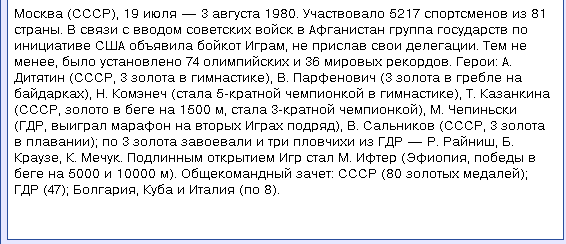 Москва (СССР), 19 июля — 3 августа 1980. Участвовало 5217 спортсменов из 81
страны. В связи с вводом советских войск в Афганистан группа государств по
инициативе США объявила бойкот Играм, не прислав свои делегации. Тем не
менее, было установлено 74 олимпийских и 36 мировых рекордов. Герои: А.
Дитятин (СССР, 3 золота в гимнастике), В. Парфенович (3 золота в гребле на
байдарках), Н. Комэнеч (стала 5-кратной чемпионкой в гимнастике), Т. Казанкина
(СССР, золото в беге на 1500 м, стала 3-кратной чемпионкой), М. Чепиньски
(ГДР, выиграл марафон на вторых Играх подряд), В. Сальников (СССР, 3 золота
в плавании); по 3 золота завоевали и три пловчихи из ГДР — Р. Райниш, Б.
Краузе, К. Мечук. Подлинным открытием Игр стал М. Ифтер (Эфиопия, победы в
беге на 5000 и 10000 м). Общекомандный зачет: СССР (80 золотых медалей);
ГДР (47); Болгария, Куба и Италия (по 8).